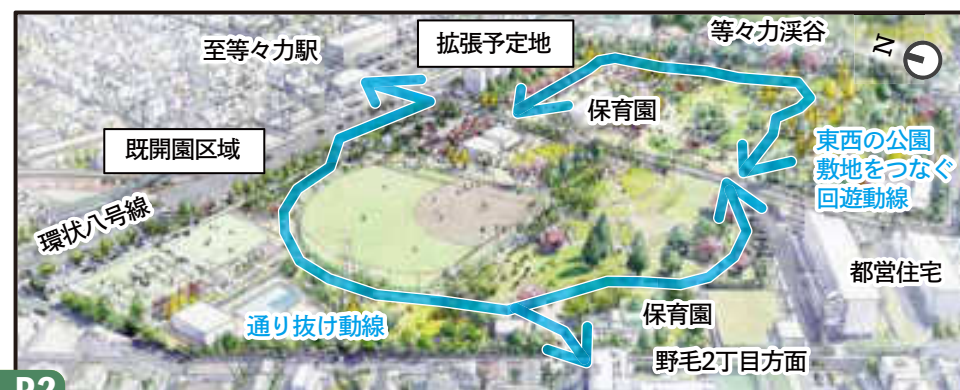 等々力渓谷
至等々力駅
拡張予定地
N
保育園
既開園区域
東西の公園
敷地をつなぐ
回遊動線
環状八号線
都営住宅
通り抜け動線
保育園
野毛2丁目方面
P2